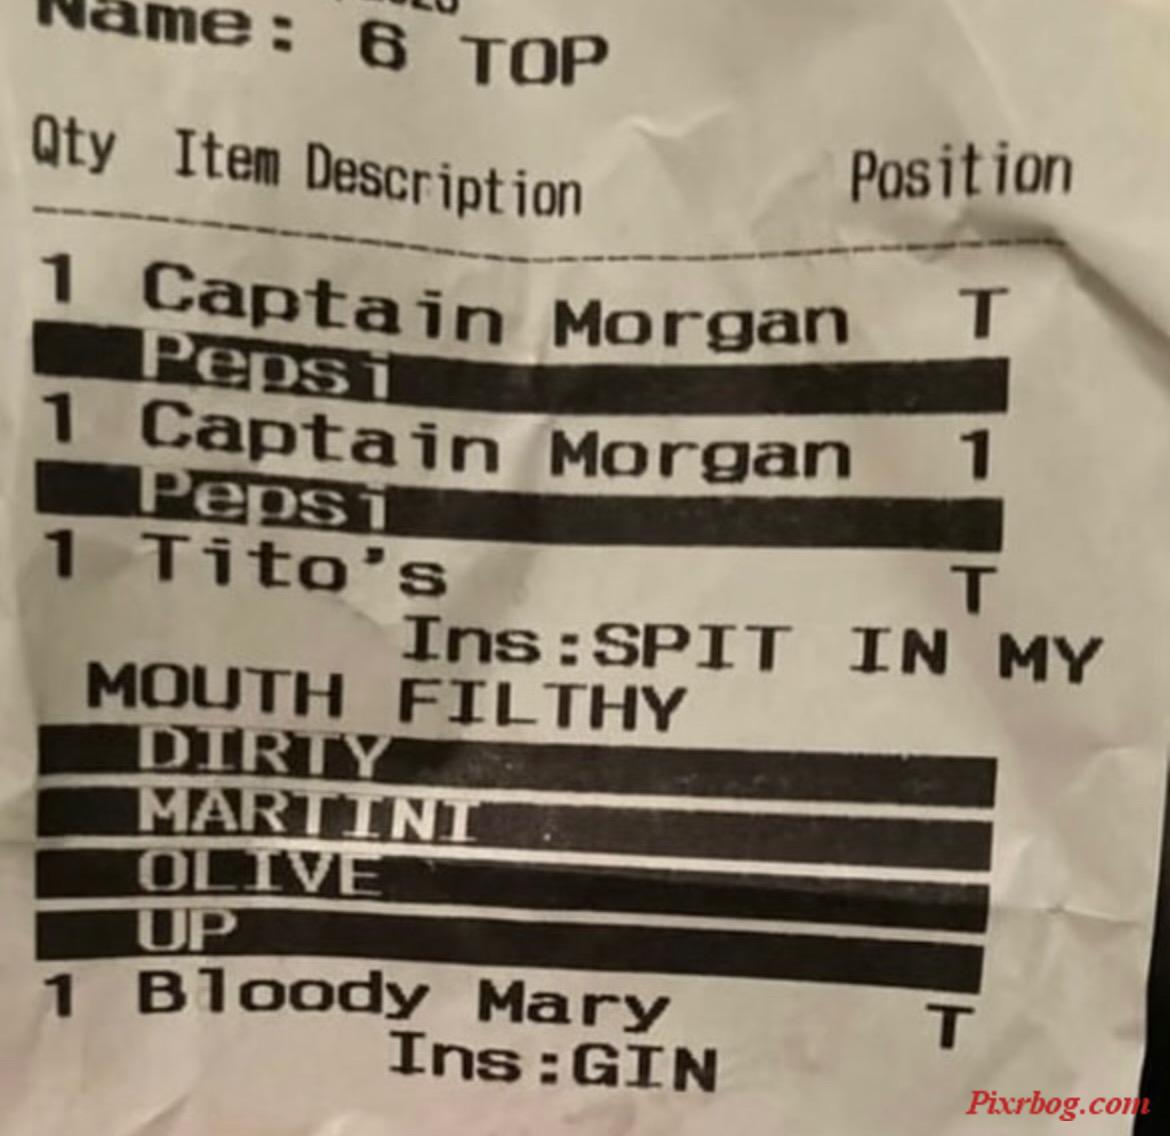 Name: 6 TOP
Qty Item Description Position
1 Captain Morgan T
Pepsi
1 Captain Morgan 1
Pepsi
1 Tito's T
Ins:SPIT IN MY
MOUTH FILTHY
DIRTY
MARTINI
OLIVE
UP
1 Bloody Mary T
Ins:GIN
Pixrbog.com